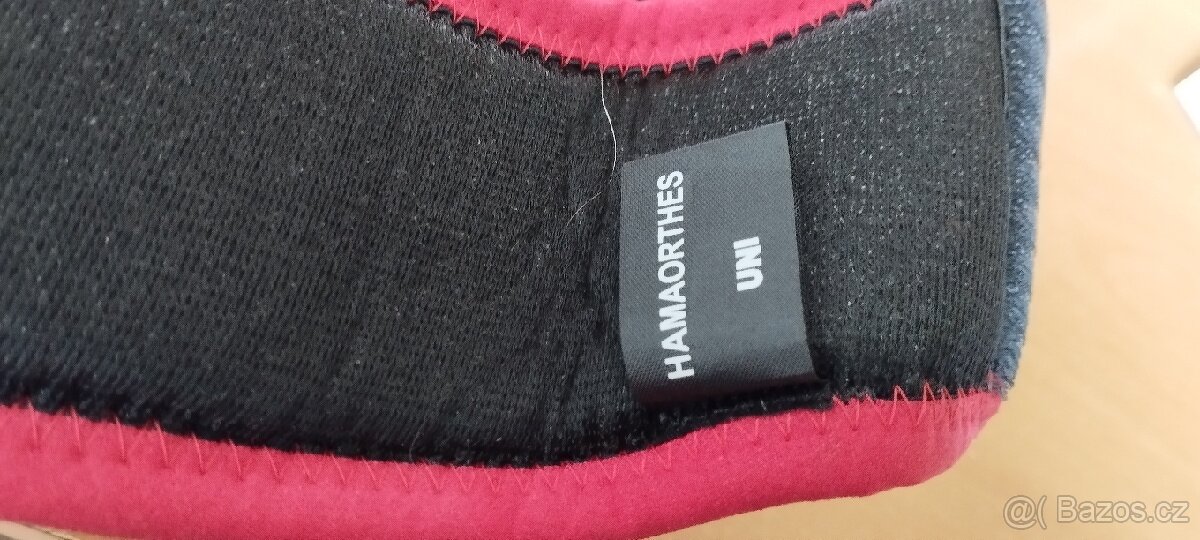 HAMAORTHES
UNI
@( Bazos.cz